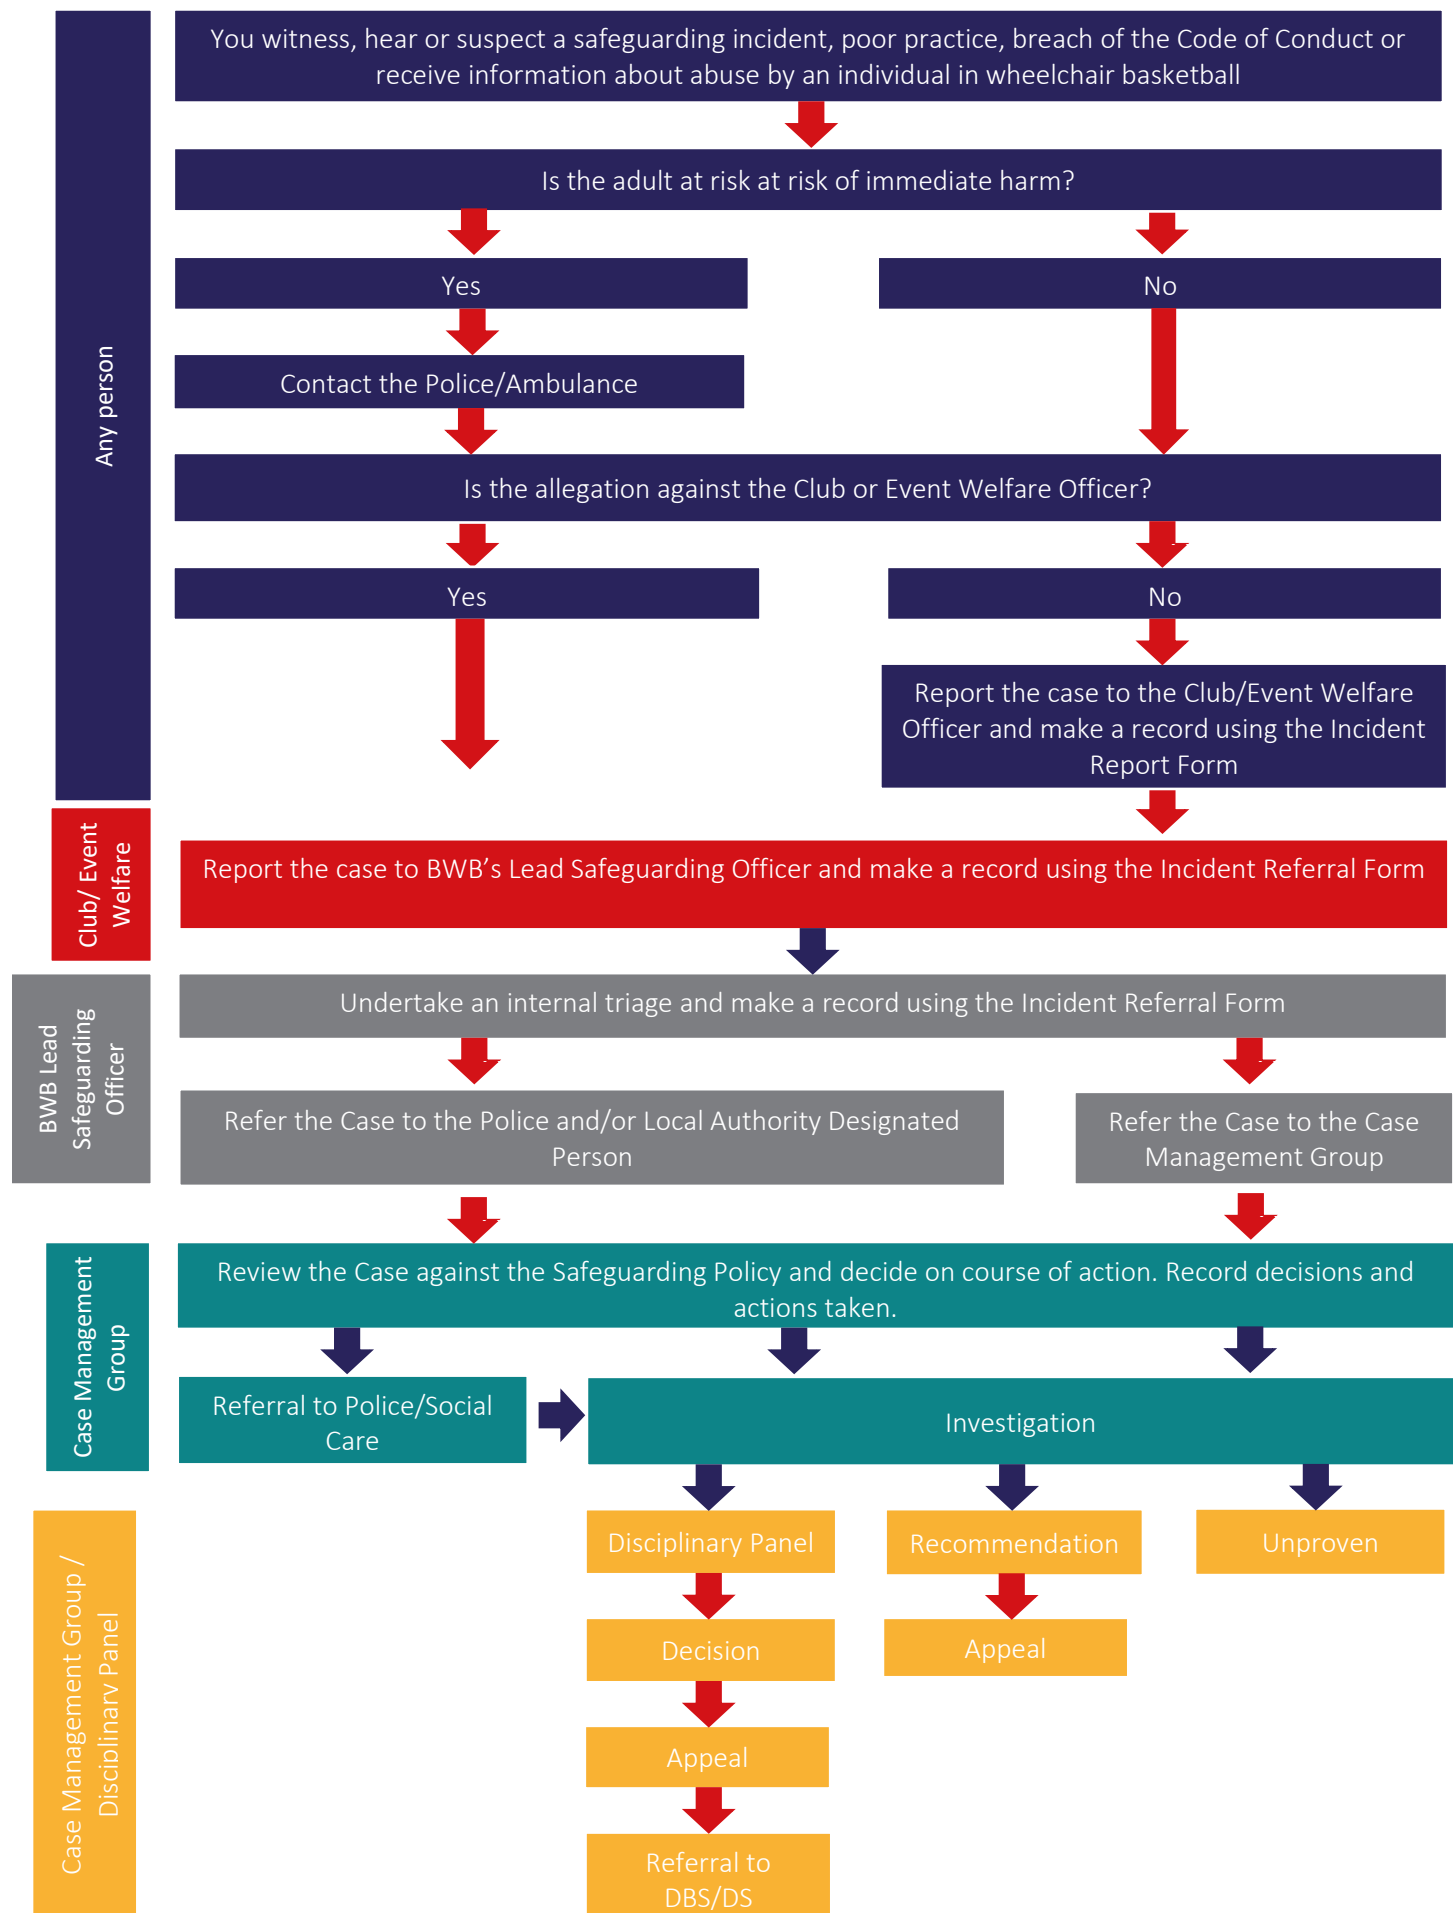 You witness, hear or suspect a safeguarding incident, poor practice, breach of the Code of Conduct or
receive information about abuse by an individual in wheelchair basketball
Is the adult at risk at risk of immediate harm?
Yes
No
Contact the Police/Ambulance
Any person
Is the allegation against the Club or Event Welfare Officer?
Yes
No
Report the case to the Club/Event Welfare
Officer and make a record using the Incident
Report Form
Club/ Event
Welfare
Report the case to BWB’s Lead Safeguarding Officer and make a record using the Incident Referral Form
BWB Lead
Safeguarding
Officer
Undertake an internal triage and make a record using the Incident Referral Form
Refer the Case to the Police and/or Local Authority Designated
Person
Refer the Case to the Case
Management Group
Case Management
Group
Review the Case against the Safeguarding Policy and decide on course of action. Record decisions and
actions taken.
Referral to Police/Social
Care
Investigation
Case Management Group /
Disciplinary Panel
Disciplinary Panel
Recommendation
Unproven
Decision
Appeal
Appeal
Referral to
DBS/DS